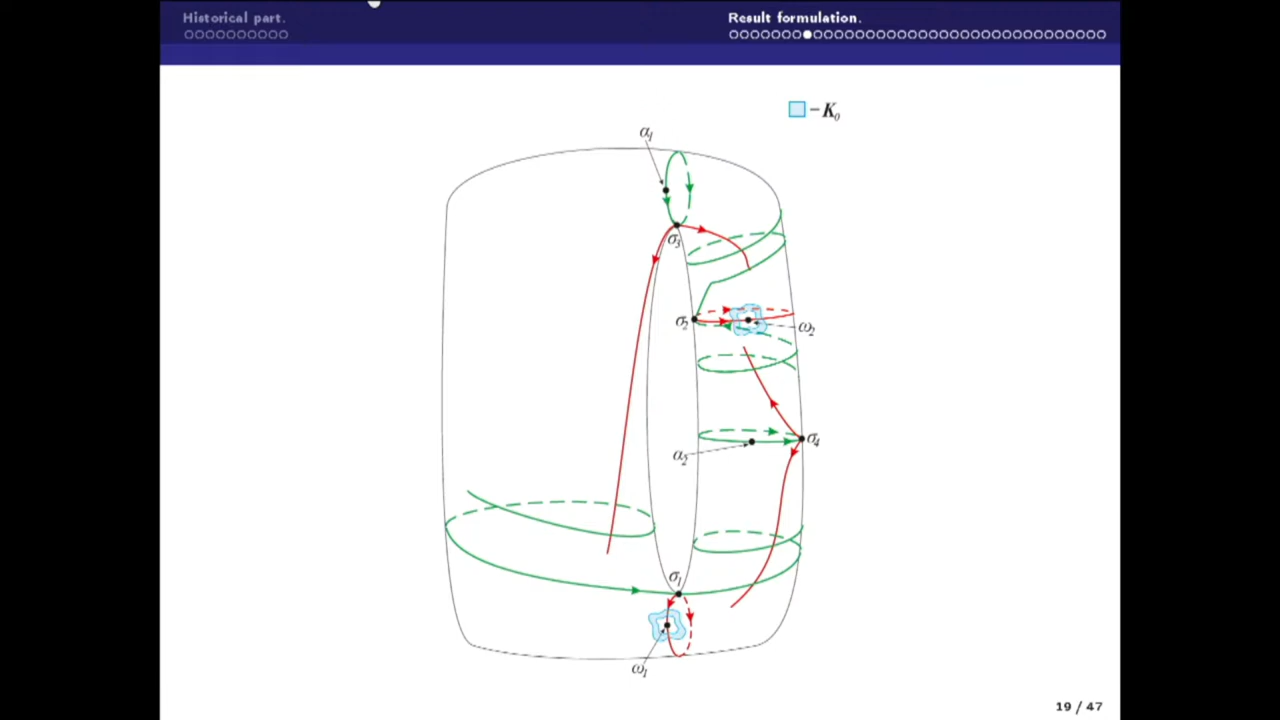 Historical part.
Result formulation.
– K₀
α₁
σ₃
σ₂
ω₂
σ₄
α₂
σ₁
ω₁
19 / 47